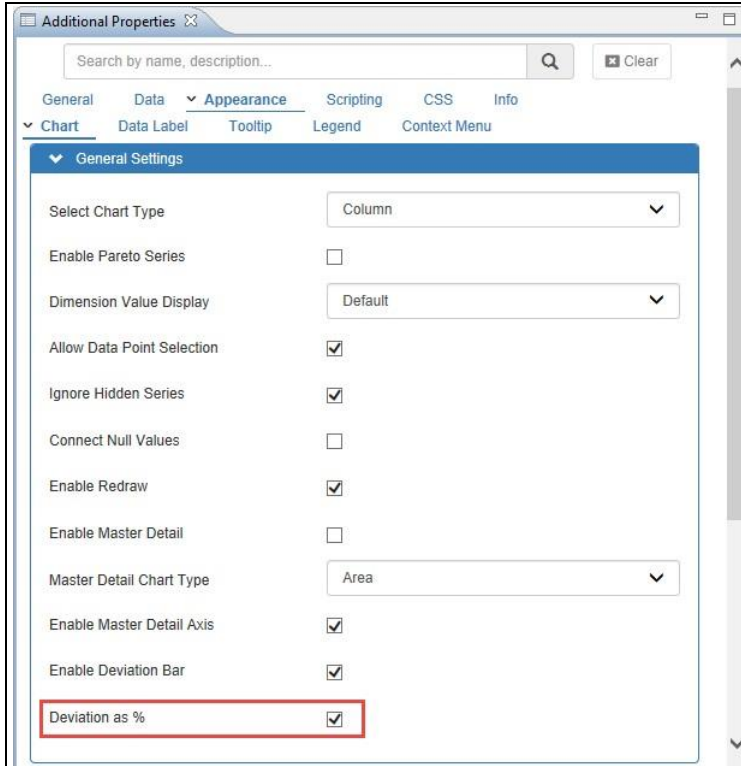 Additional Properties
Search by name, description...
Clear
General Data Appearance Scripting CSS Info
Chart Data Label Tooltip Legend Context Menu
General Settings
Select Chart Type Column
Enable Pareto Series
Dimension Value Display Default
Allow Data Point Selection
Ignore Hidden Series
Connect Null Values
Enable Redraw
Enable Master Detail
Master Detail Chart Type Area
Enable Master Detail Axis
Enable Deviation Bar
Deviation as %